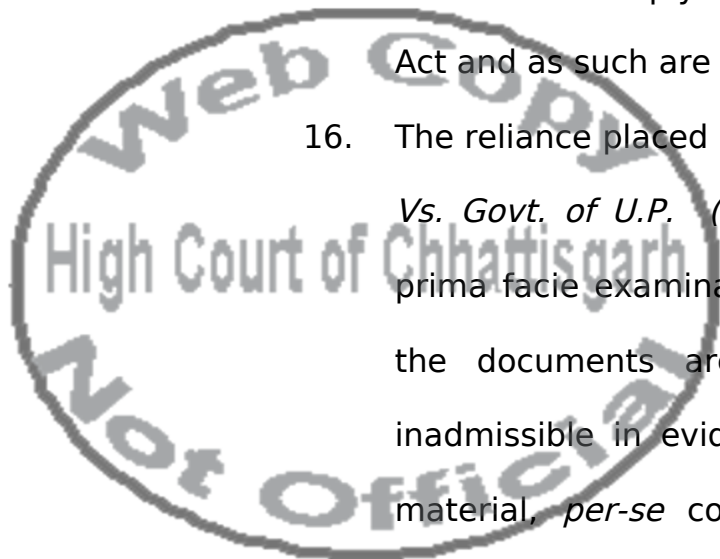 Act and as such are
16. The reliance placed
Vs. Govt. of U.P. (
prima facie examina
the documents are
inadmissible in evid
material, per-se co
Web Copy
High Court of Chhattisgarh
Not Official